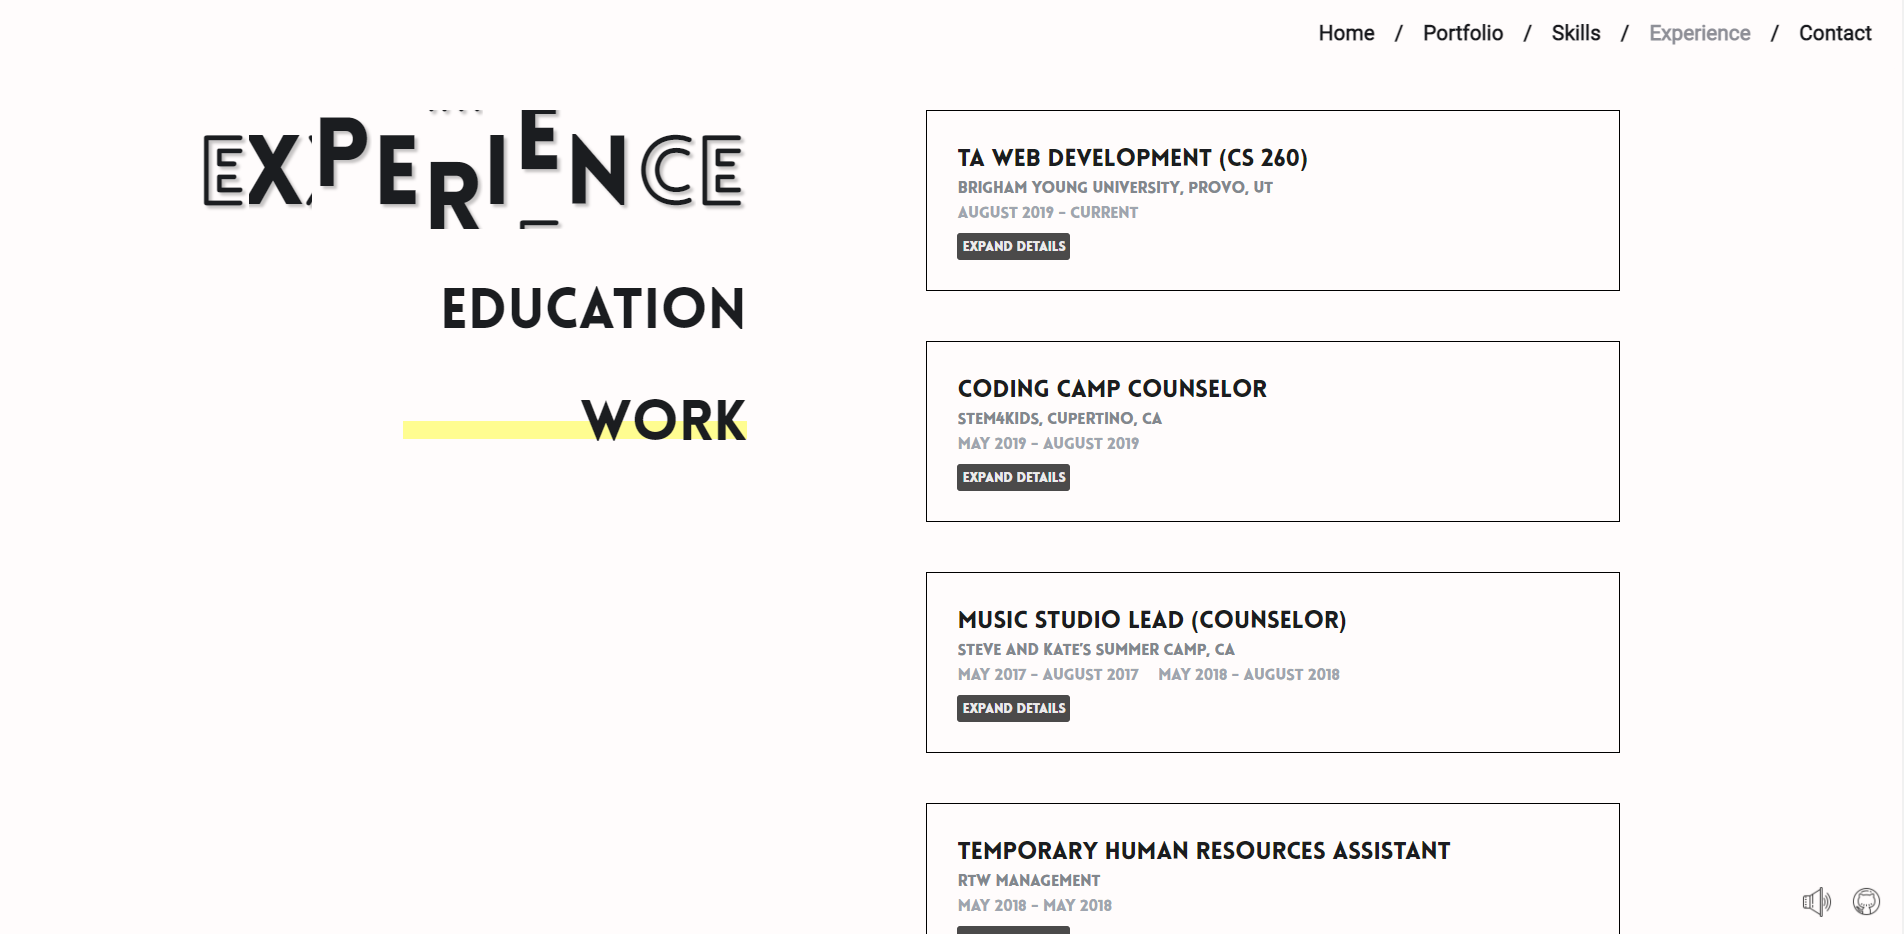 Home / Portfolio / Skills / Experience / Contact
EXPERIENCE
EDUCATION
WORK
TA WEB DEVELOPMENT (CS 260)
BRIGHAM YOUNG UNIVERSITY, PROVO, UT
AUGUST 2019 - CURRENT
EXPAND DETAILS
CODING CAMP COUNSELOR
STEM4KIDS, CUPERTINO, CA
MAY 2019 - AUGUST 2019
EXPAND DETAILS
MUSIC STUDIO LEAD (COUNSELOR)
STEVE AND KATE'S SUMMER CAMP, CA
MAY 2017 - AUGUST 2017 MAY 2018 - AUGUST 2018
EXPAND DETAILS
TEMPORARY HUMAN RESOURCES ASSISTANT
RTW MANAGEMENT
MAY 2018 - MAY 2018